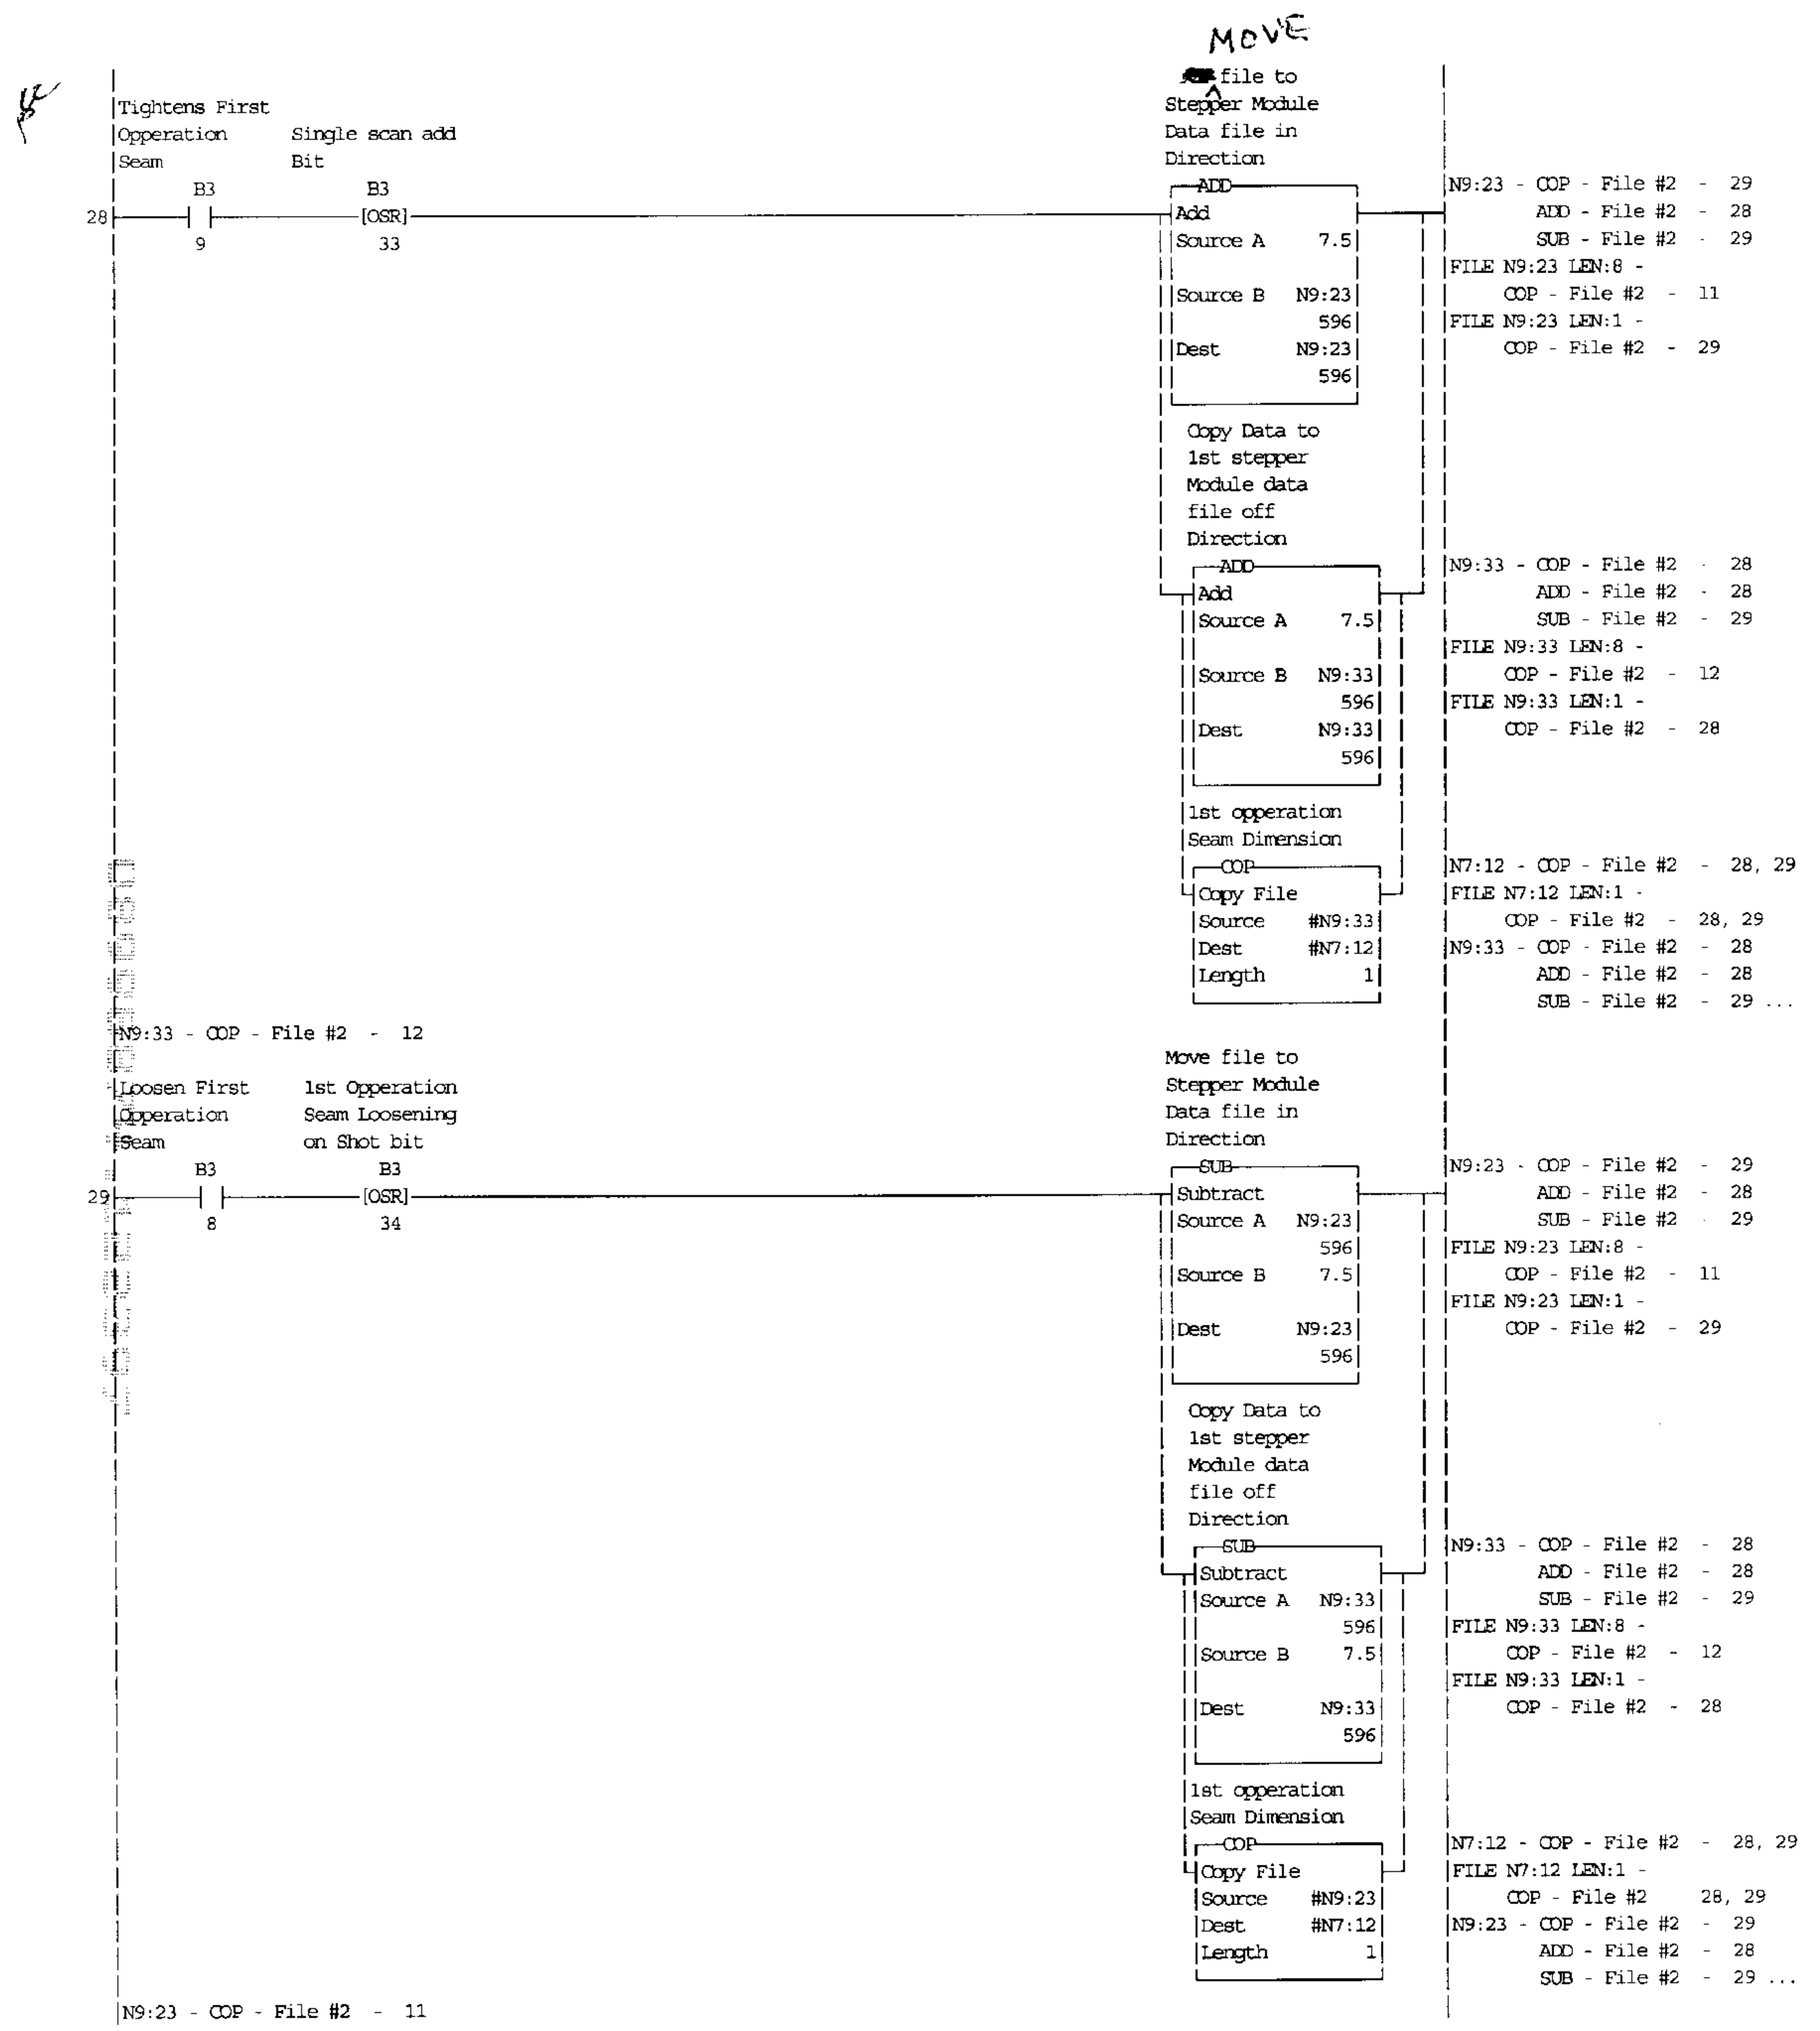 MOVE
file to
Stepper Module
Data file in
Direction
Tightens First
Opperation Single scan add
Seam Bit
B3 B3
28 [OSR]
9 33
ADD
Add
Source A 7.5
Source B N9:23
596
Dest N9:23
596
N9:23 - COP - File #2 - 29
ADD - File #2 - 28
SUB - File #2 - 29
FILE N9:23 LEN:8 -
COP - File #2 - 11
FILE N9:23 LEN:1 -
COP - File #2 - 29
Copy Data to
1st stepper
Module data
file off
Direction
ADD
Add
Source A 7.5
Source B N9:33
596
Dest N9:33
596
N9:33 - COP - File #2 - 28
ADD - File #2 - 28
SUB - File #2 - 29
FILE N9:33 LEN:8 -
COP - File #2 - 12
FILE N9:33 LEN:1 -
COP - File #2 - 28
1st opperation
Seam Dimension
COP
Copy File
Source #N9:33
Dest #N7:12
Length 1
N7:12 - COP - File #2 - 28, 29
FILE N7:12 LEN:1 -
COP - File #2 - 28, 29
N9:33 - COP - File #2 - 28
ADD - File #2 - 28
SUB - File #2 - 29 ...
N9:33 - COP - File #2 - 12
Move file to
Stepper Module
Data file in
Direction
Loosen First 1st Opperation
Opperation Seam Loosening
Seam on Shot bit
B3 B3
29 [OSR]
8 34
SUB
Subtract
Source A N9:23
596
Source B 7.5
Dest N9:23
596
N9:23 - COP - File #2 - 29
ADD - File #2 - 28
SUB - File #2 - 29
FILE N9:23 LEN:8 -
COP - File #2 - 11
FILE N9:23 LEN:1 -
COP - File #2 - 29
Copy Data to
1st stepper
Module data
file off
Direction
SUB
Subtract
Source A N9:33
596
Source B 7.5
Dest N9:33
596
N9:33 - COP - File #2 - 28
ADD - File #2 - 28
SUB - File #2 - 29
FILE N9:33 LEN:8 -
COP - File #2 - 12
FILE N9:33 LEN:1 -
COP - File #2 - 28
1st opperation
Seam Dimension
COP
Copy File
Source #N9:23
Dest #N7:12
Length 1
N7:12 - COP - File #2 - 28, 29
FILE N7:12 LEN:1 -
COP - File #2 28, 29
N9:23 - COP - File #2 - 29
ADD - File #2 - 28
SUB - File #2 - 29 ...
N9:23 - COP - File #2 - 11